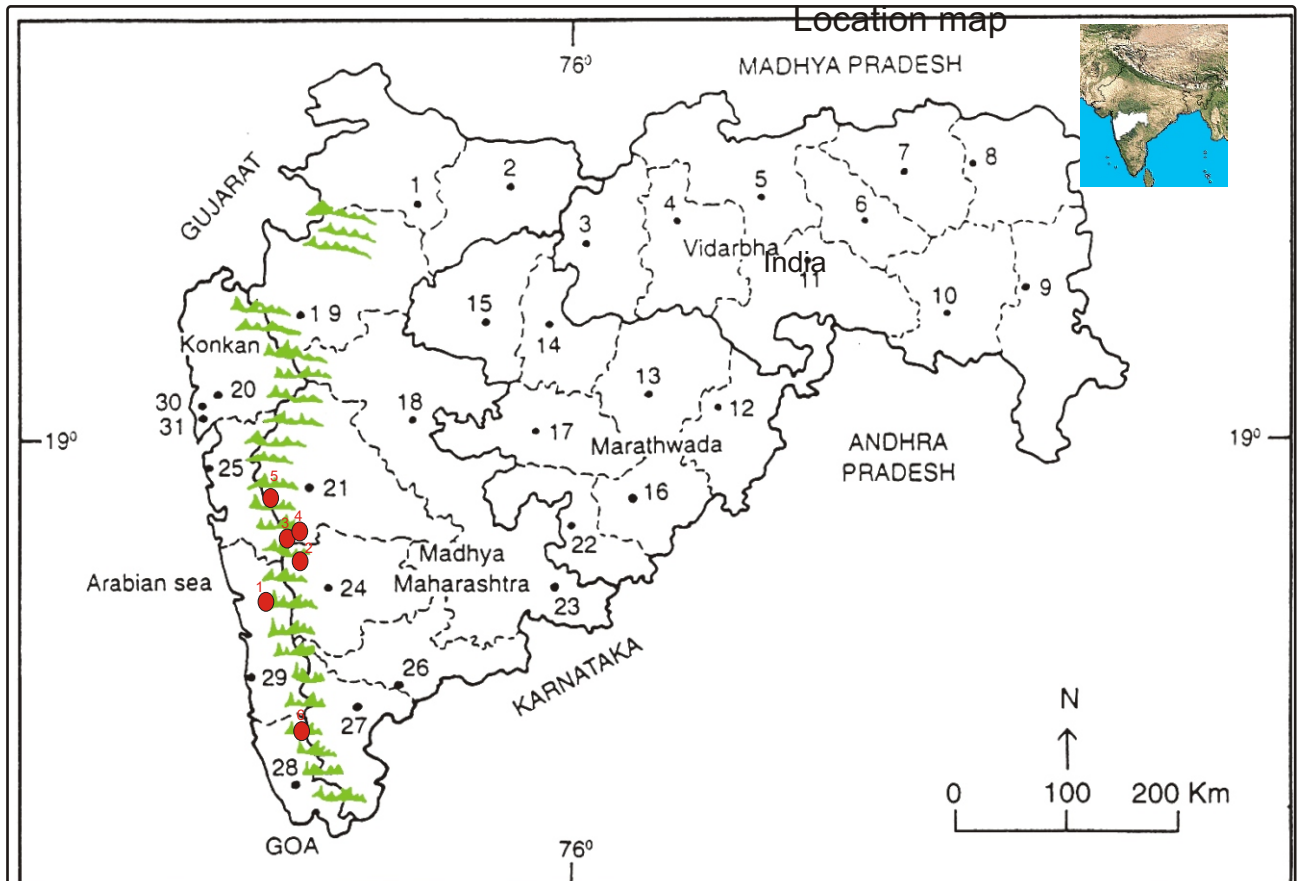 Location map
76⁰
MADHYA PRADESH
GUJARAT
1
2
3
4
5
6
7
8
Vidarbha
India
11
9
10
15
14
19
Konkan
13
12
20
30
31
18
17
Marathwada
19⁰
19⁰
ANDHRA
PRADESH
25
5
21
16
3
4
2
22
Madhya
Maharashtra
Arabian sea
1
24
23
29
26
KARNATAKA
27
6
28
N
0 100 200 Km
GOA
76⁰